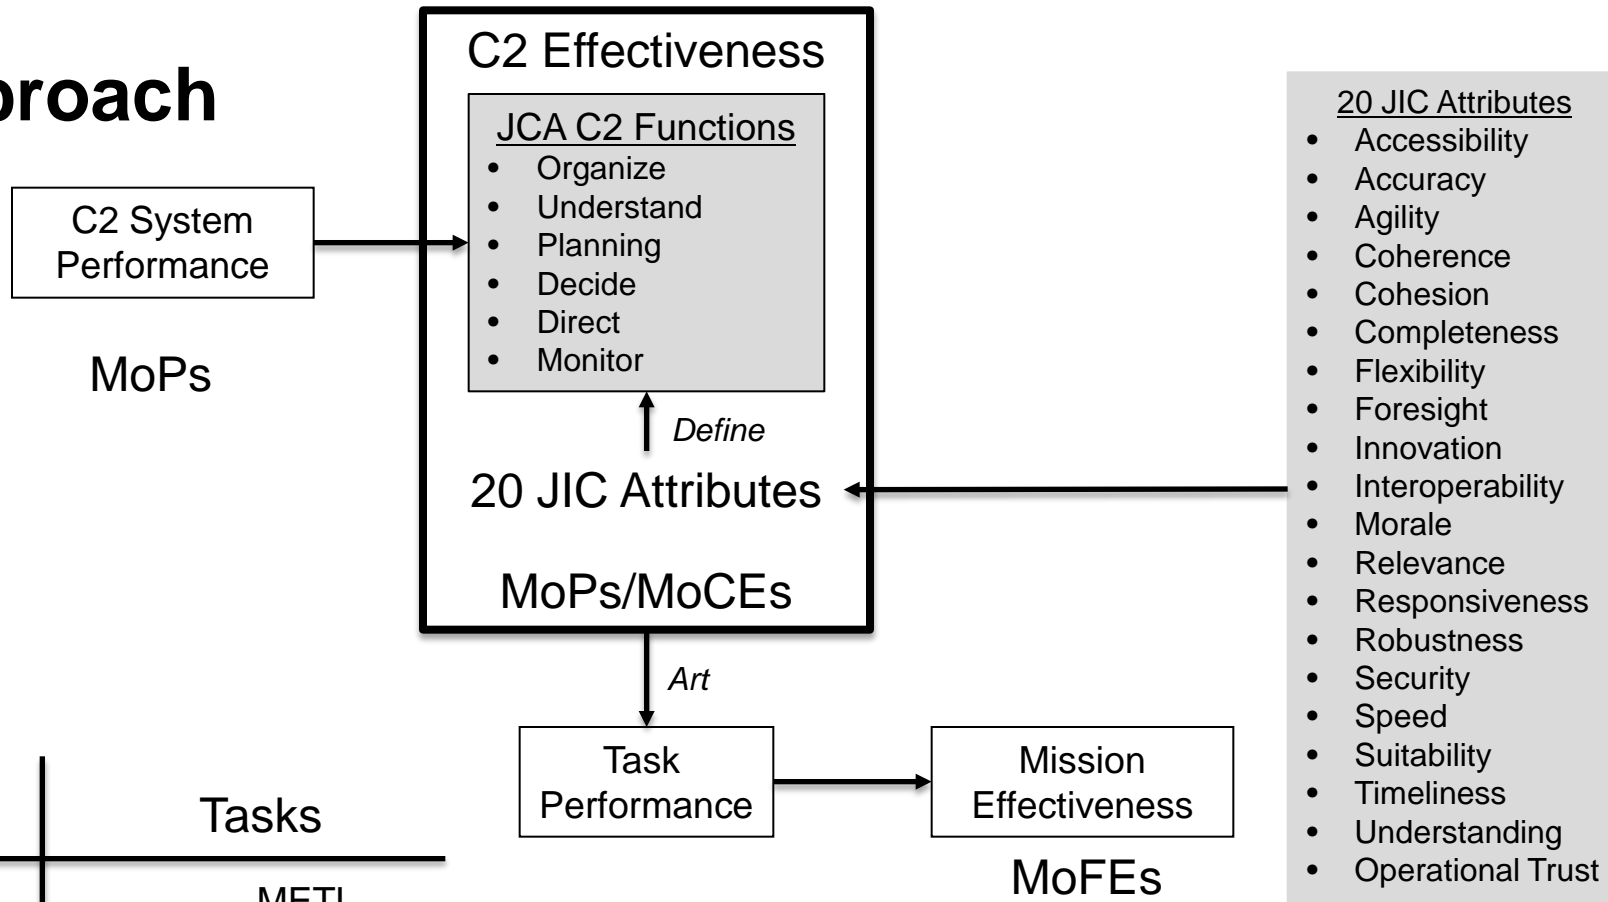 proach
C2 Effectiveness
JCA C2 Functions
• Organize
• Understand
• Planning
• Decide
• Direct
• Monitor
C2 System
Performance
MoPs
Define
20 JIC Attributes
MoPs/MoCEs
Art
Task
Performance
Mission
Effectiveness
MoFEs
Tasks
METL
20 JIC Attributes
• Accessibility
• Accuracy
• Agility
• Coherence
• Cohesion
• Completeness
• Flexibility
• Foresight
• Innovation
• Interoperability
• Morale
• Relevance
• Responsiveness
• Robustness
• Security
• Speed
• Suitability
• Timeliness
• Understanding
• Operational Trust